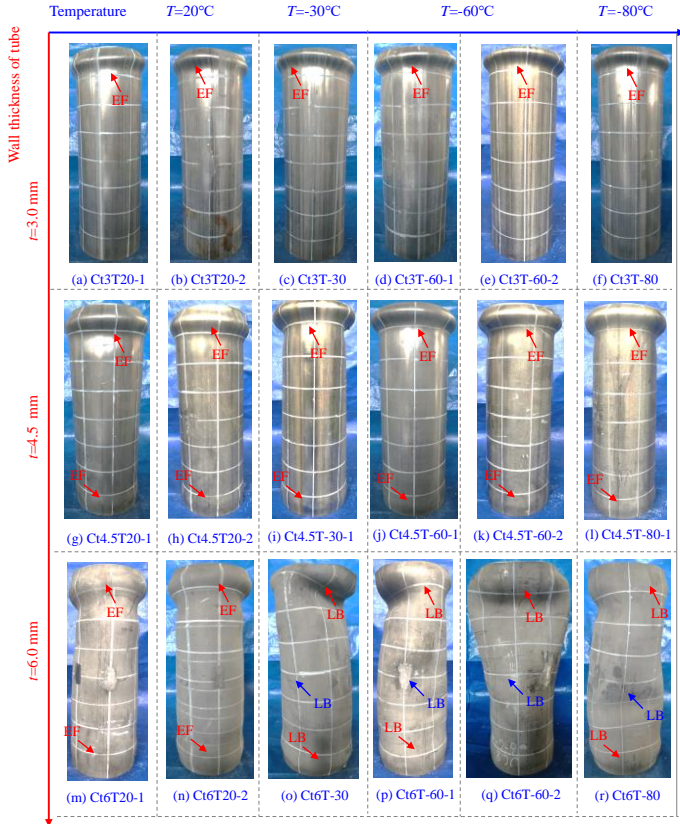 Temperature T=20℃ T=-30℃ T=-60℃ T=-80℃
Wall thickness of tube
t=3.0 mm
EF EF EF EF EF EF
(a) Ct3T20-1 (b) Ct3T20-2 (c) Ct3T-30 (d) Ct3T-60-1 (e) Ct3T-60-2 (f) Ct3T-80
t=4.5 mm
EF EF EF EF EF EF
EF EF EF EF EF EF
(g) Ct4.5T20-1 (h) Ct4.5T20-2 (i) Ct4.5T-30-1 (j) Ct4.5T-60-1 (k) Ct4.5T-60-2 (l) Ct4.5T-80-1
t=6.0 mm
EF EF LB LB LB LB
LB LB LB LB
EF EF LB LB LB
(m) Ct6T20-1 (n) Ct6T20-2 (o) Ct6T-30 (p) Ct6T-60-1 (q) Ct6T-60-2 (r) Ct6T-80